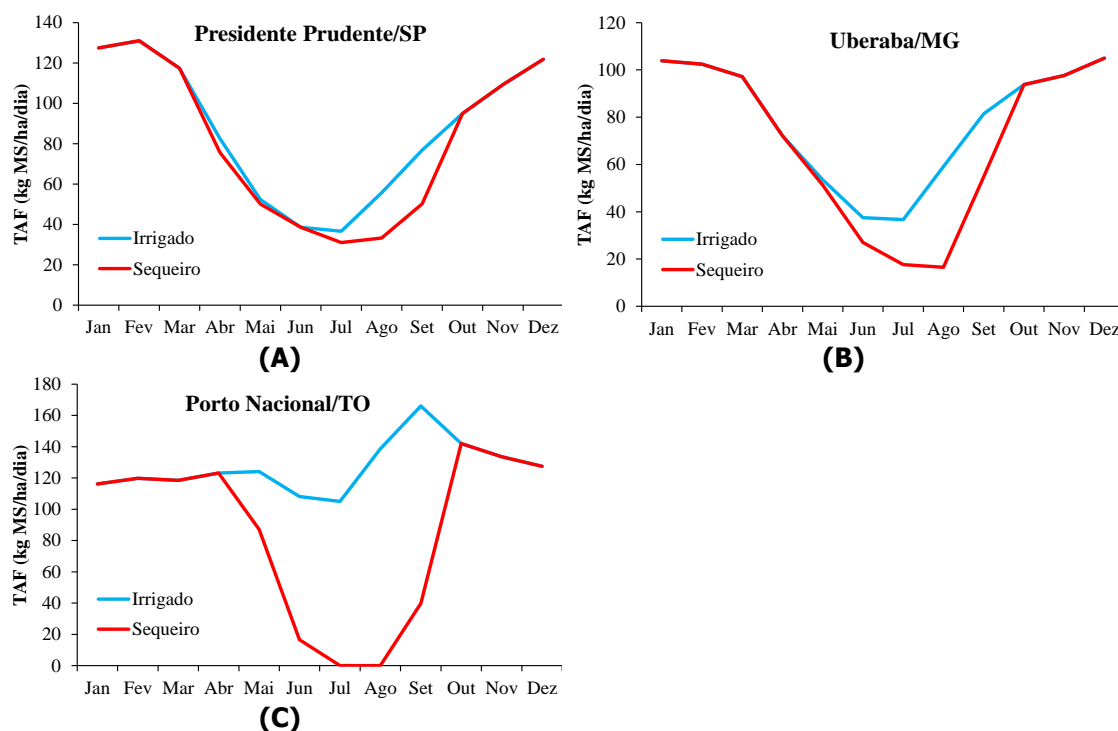 Presidente Prudente/SP
TAF (kg MS/ha/dia)
140
120
100
80
60
40
20
0
Irrigado
Sequeiro
Jan Fev Mar Abr Mai Jun Jul Ago Set Out Nov Dez
(A)
Uberaba/MG
TAF (kg MS/ha/dia)
120
100
80
60
40
20
0
Irrigado
Sequeiro
Jan Fev Mar Abr Mai Jun Jul Ago Set Out Nov Dez
(B)
Porto Nacional/TO
TAF (kg MS/ha/dia)
180
160
140
120
100
80
60
40
20
0
Irrigado
Sequeiro
Jan Fev Mar Abr Mai Jun Jul Ago Set Out Nov Dez
(C)